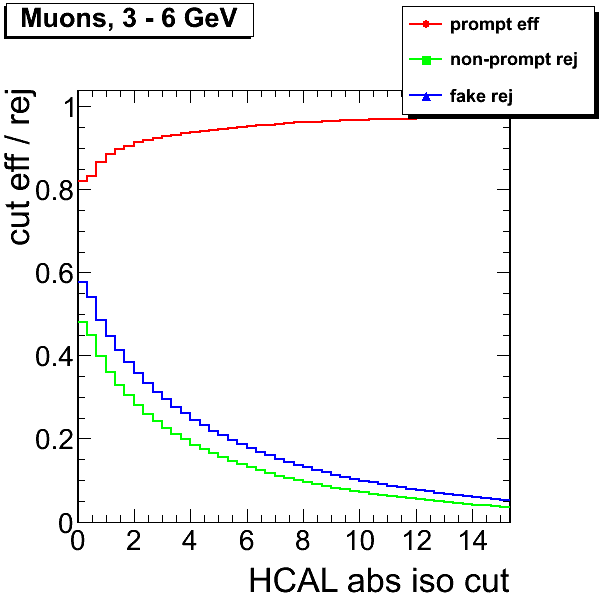 Muons, 3 - 6 GeV
prompt eff
non-prompt rej
fake rej
cut eff / rej
1
0.8
0.6
0.4
0.2
0
0 2 4 6 8 10 12 14
HCAL abs iso cut